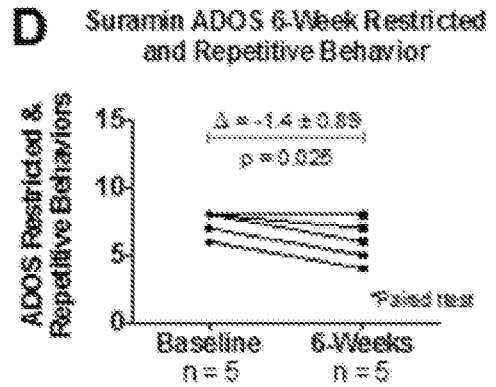 D
Suramin ADOS 6-Week Restricted
and Repetitive Behavior
ADOS Restricted &
Repetitive Behaviors
15
10
5
0
Δ = -1.4 ± 0.89
p = 0.025
*Paired ttest
Baseline
n = 5
6-Weeks
n = 5